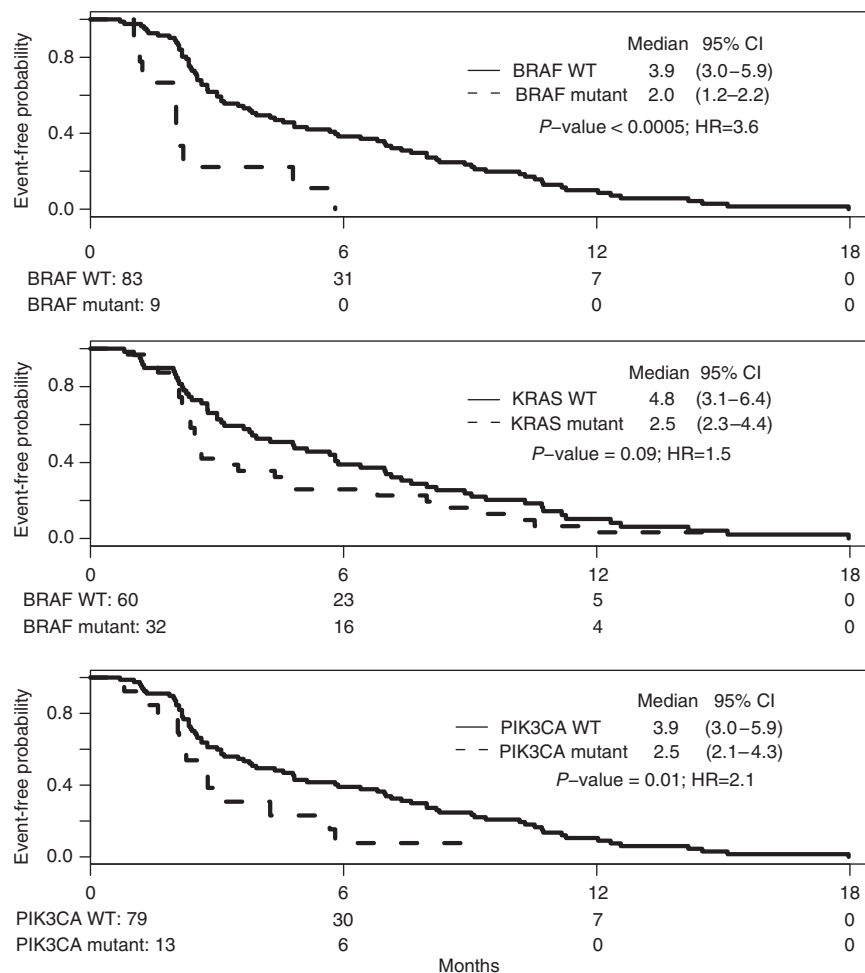 Event-free probability
0.8
0.4
0.0
Median 95% CI
BRAF WT 3.9 (3.0–5.9)
BRAF mutant 2.0 (1.2–2.2)
P–value < 0.0005; HR=3.6
0 6 12 18
BRAF WT: 83 31 7 0
BRAF mutant: 9 0 0 0
Event-free probability
0.8
0.4
0.0
Median 95% CI
KRAS WT 4.8 (3.1–6.4)
KRAS mutant 2.5 (2.3–4.4)
P–value = 0.09; HR=1.5
0 6 12 18
BRAF WT: 60 23 5 0
BRAF mutant: 32 16 4 0
Event-free probability
0.8
0.4
0.0
Median 95% CI
PIK3CA WT 3.9 (3.0–5.9)
PIK3CA mutant 2.5 (2.1–4.3)
P–value = 0.01; HR=2.1
0 6 12 18
PIK3CA WT: 79 30 7 0
PIK3CA mutant: 13 6 0 0
Months